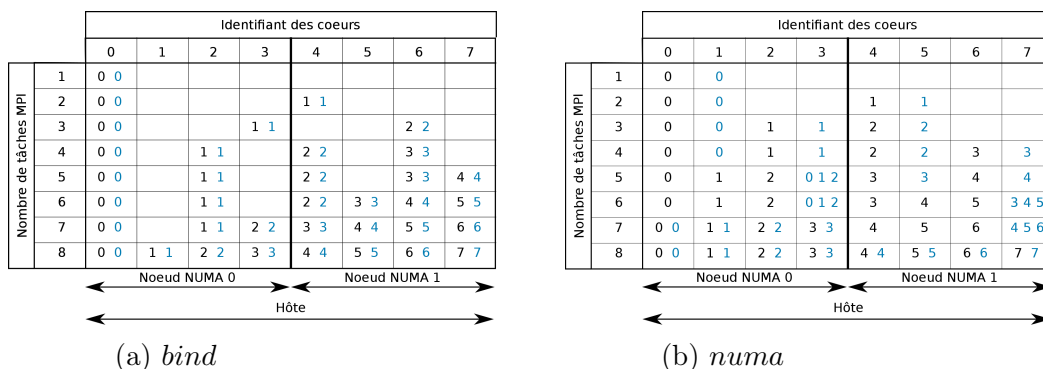 Identifiant des coeurs
0 1 2 3 4 5 6 7
Nombre de tâches MPI
1 0 0
2 0 0 1 1
3 0 0 1 1 2 2
4 0 0 1 1 2 2 3 3
5 0 0 1 1 2 2 3 3 4 4
6 0 0 1 1 2 2 3 3 4 4 5 5
7 0 0 1 1 2 2 3 3 4 4 5 5 6 6
8 0 0 1 1 2 2 3 3 4 4 5 5 6 6 7 7
Noeud NUMA 0 Noeud NUMA 1
Hôte
(a) bind
Identifiant des coeurs
0 1 2 3 4 5 6 7
Nombre de tâches MPI
1 0 0
2 0 0 1 1
3 0 0 1 1 2 2
4 0 0 1 1 2 2 3 3
5 0 1 2 0 1 2 3 3 4 4
6 0 1 2 0 1 2 3 4 5 3 4 5
7 0 0 1 1 2 2 3 3 4 5 6 4 5 6
8 0 0 1 1 2 2 3 3 4 4 5 5 6 6 7 7
Noeud NUMA 0 Noeud NUMA 1
Hôte
(b) numa